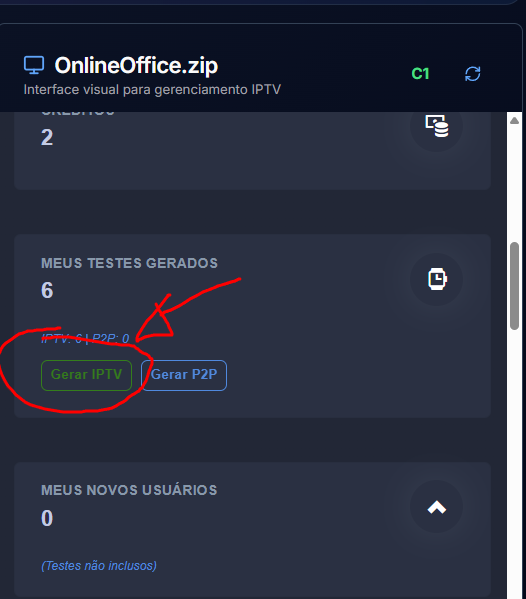 OnlineOffice.zip
Interface visual para gerenciamento IPTV
C1
CRÉDITOS
2
MEUS TESTES GERADOS
6
IPTV: 6 | P2P: 0
Gerar IPTV
Gerar P2P
MEUS NOVOS USUÁRIOS
0
(Testes não inclusos)